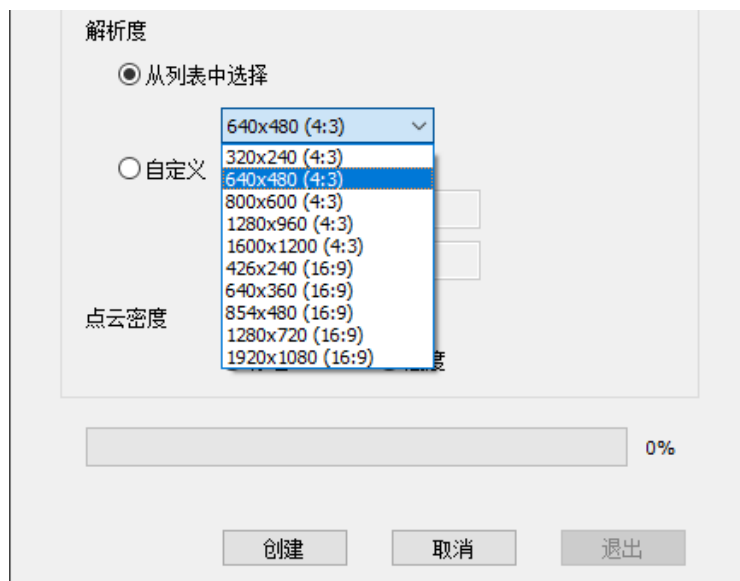 解析度
从列表中选择
640x480 (4:3)
自定义
320x240 (4:3)
640x480 (4:3)
800x600 (4:3)
1280x960 (4:3)
1600x1200 (4:3)
426x240 (16:9)
640x360 (16:9)
854x480 (16:9)
1280x720 (16:9)
1920x1080 (16:9)
点云密度
度
0%
创建
取消
退出